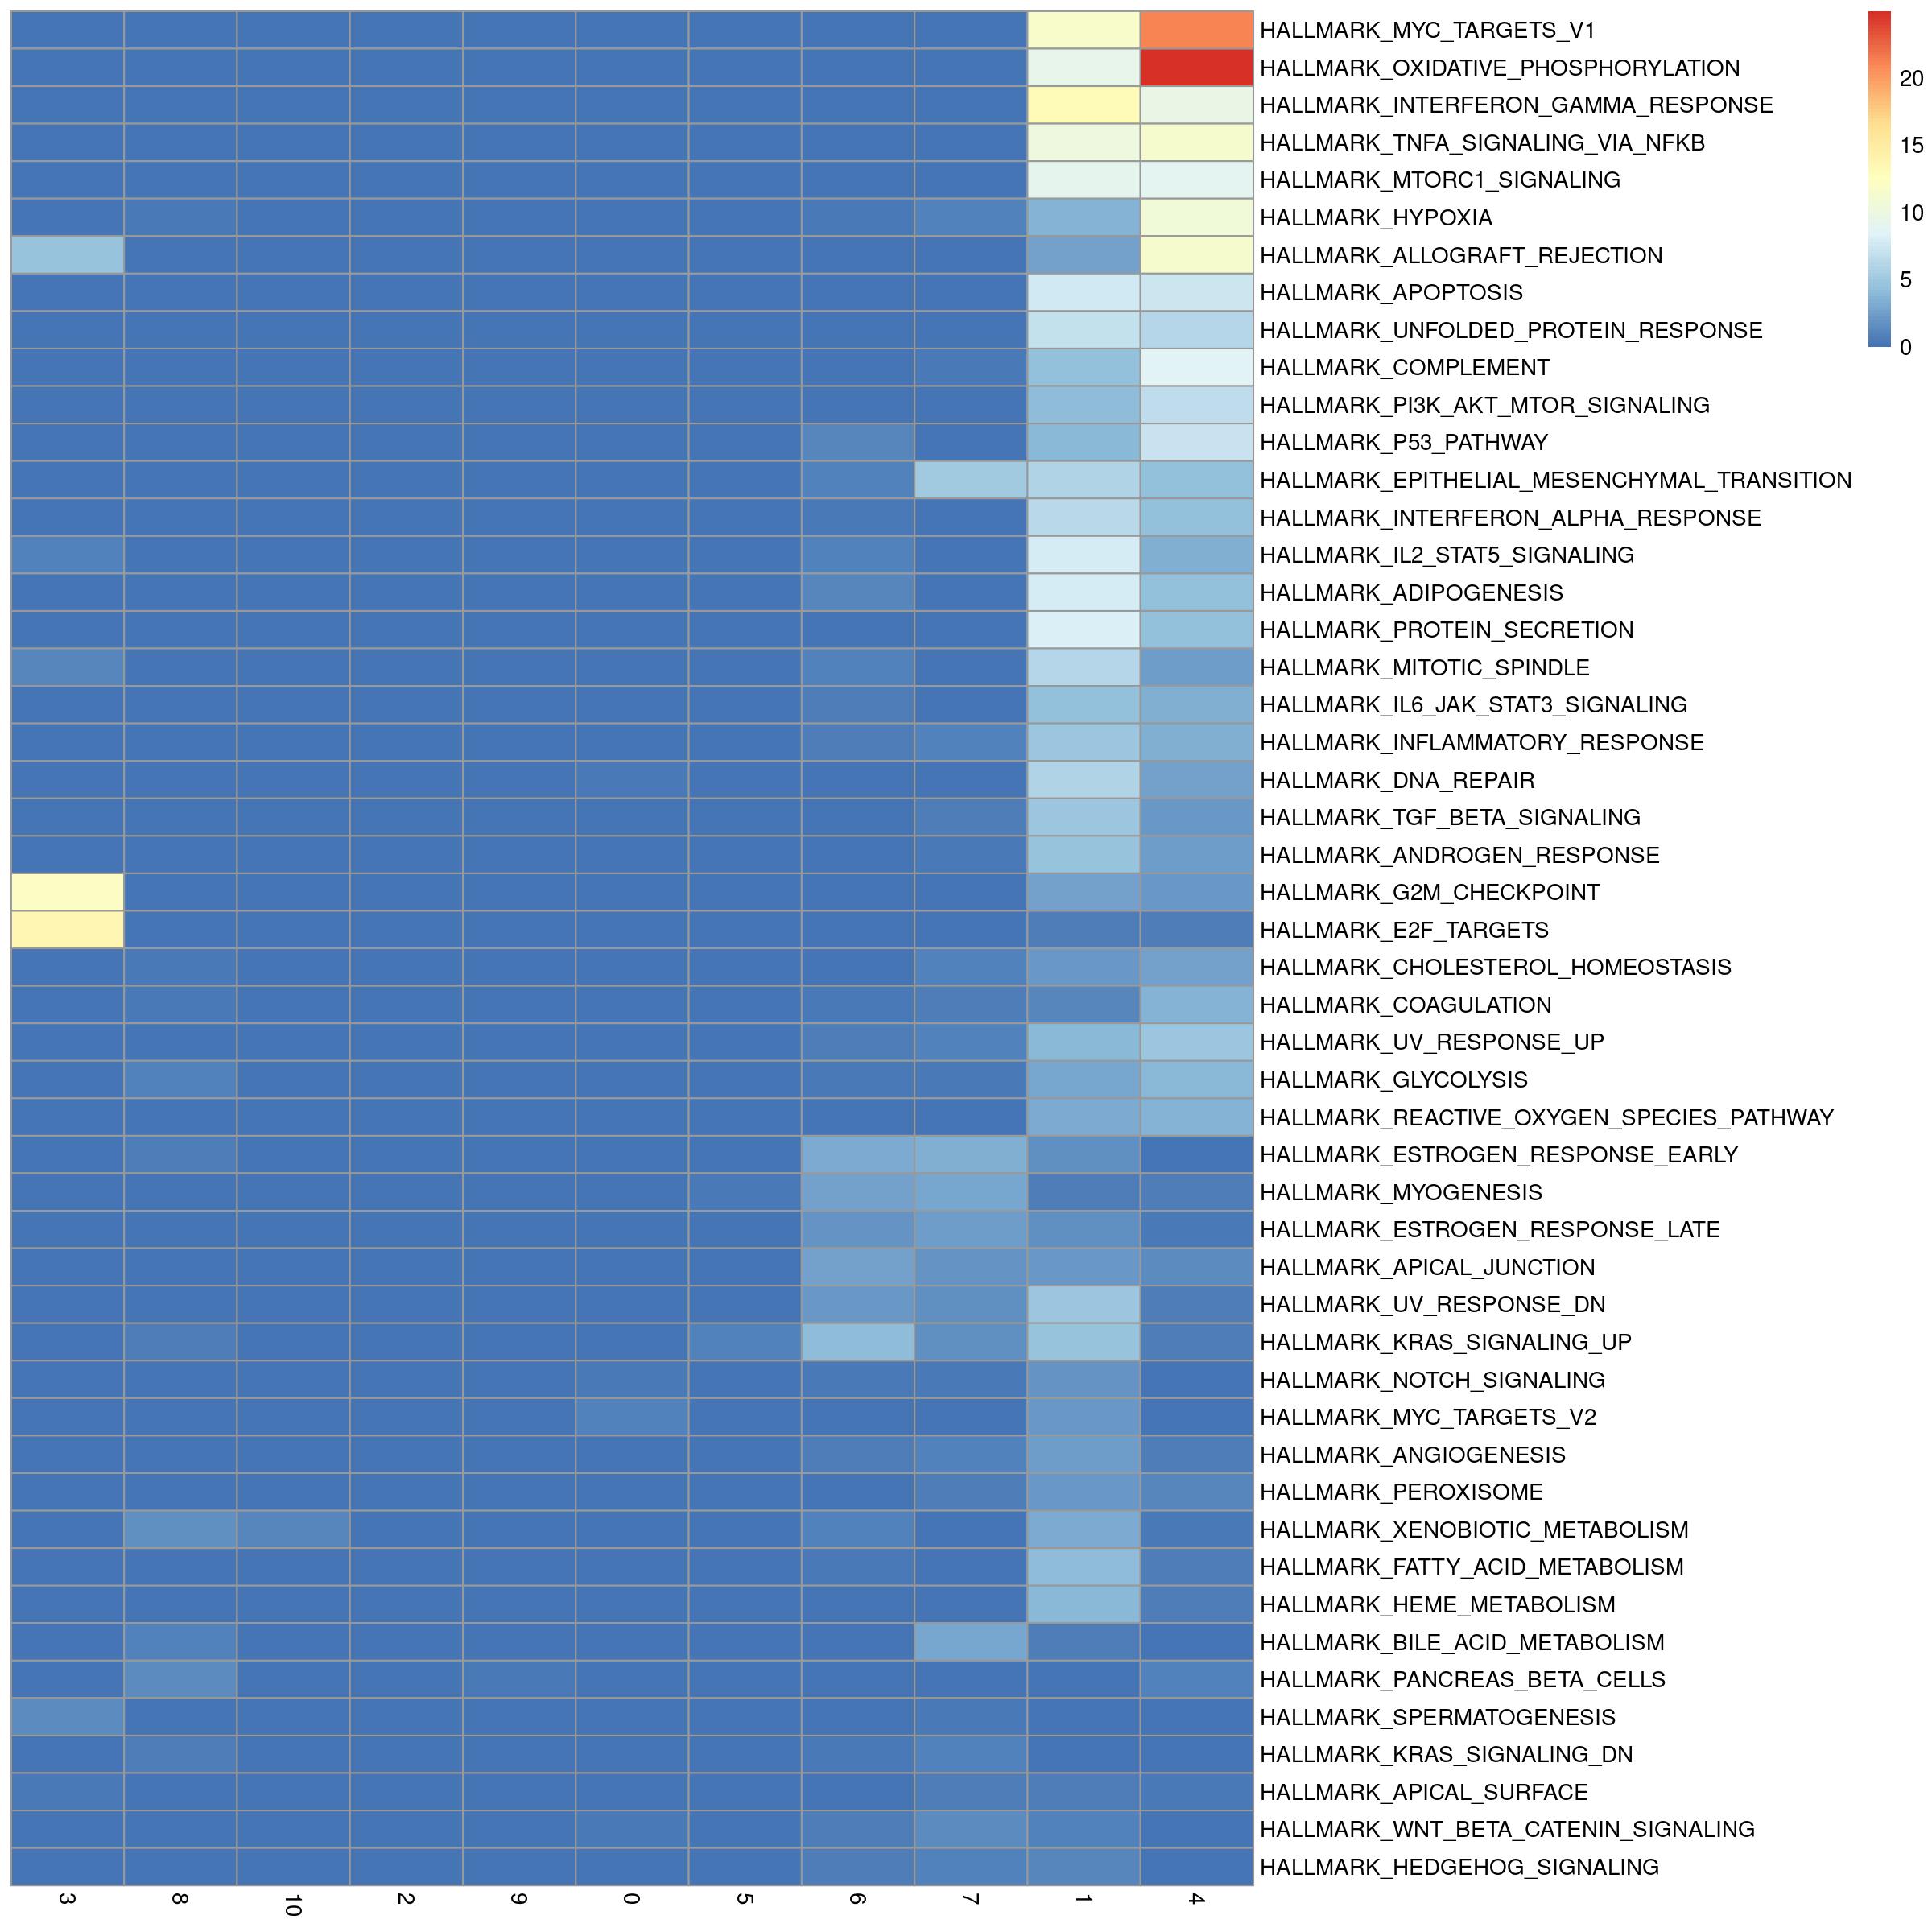 HALLMARK_MYC_TARGETS_V1
HALLMARK_OXIDATIVE_PHOSPHORYLATION
HALLMARK_INTERFERON_GAMMA_RESPONSE
HALLMARK_TNFA_SIGNALING_VIA_NFKB
HALLMARK_MTORC1_SIGNALING
HALLMARK_HYPOXIA
HALLMARK_ALLOGRAFT_REJECTION
HALLMARK_APOPTOSIS
HALLMARK_UNFOLDED_PROTEIN_RESPONSE
HALLMARK_COMPLEMENT
HALLMARK_PI3K_AKT_MTOR_SIGNALING
HALLMARK_P53_PATHWAY
HALLMARK_EPITHELIAL_MESENCHYMAL_TRANSITION
HALLMARK_INTERFERON_ALPHA_RESPONSE
HALLMARK_IL2_STAT5_SIGNALING
HALLMARK_ADIPOGENESIS
HALLMARK_PROTEIN_SECRETION
HALLMARK_MITOTIC_SPINDLE
HALLMARK_IL6_JAK_STAT3_SIGNALING
HALLMARK_INFLAMMATORY_RESPONSE
HALLMARK_DNA_REPAIR
HALLMARK_TGF_BETA_SIGNALING
HALLMARK_ANDROGEN_RESPONSE
HALLMARK_G2M_CHECKPOINT
HALLMARK_E2F_TARGETS
HALLMARK_CHOLESTEROL_HOMEOSTASIS
HALLMARK_COAGULATION
HALLMARK_UV_RESPONSE_UP
HALLMARK_GLYCOLYSIS
HALLMARK_REACTIVE_OXYGEN_SPECIES_PATHWAY
HALLMARK_ESTROGEN_RESPONSE_EARLY
HALLMARK_MYOGENESIS
HALLMARK_ESTROGEN_RESPONSE_LATE
HALLMARK_APICAL_JUNCTION
HALLMARK_UV_RESPONSE_DN
HALLMARK_KRAS_SIGNALING_UP
HALLMARK_NOTCH_SIGNALING
HALLMARK_MYC_TARGETS_V2
HALLMARK_ANGIOGENESIS
HALLMARK_PEROXISOME
HALLMARK_XENOBIOTIC_METABOLISM
HALLMARK_FATTY_ACID_METABOLISM
HALLMARK_HEME_METABOLISM
HALLMARK_BILE_ACID_METABOLISM
HALLMARK_PANCREAS_BETA_CELLS
HALLMARK_SPERMATOGENESIS
HALLMARK_KRAS_SIGNALING_DN
HALLMARK_APICAL_SURFACE
HALLMARK_WNT_BETA_CATENIN_SIGNALING
HALLMARK_HEDGEHOG_SIGNALING
3
8
10
2
9
0
5
6
7
1
4
20
15
10
5
0